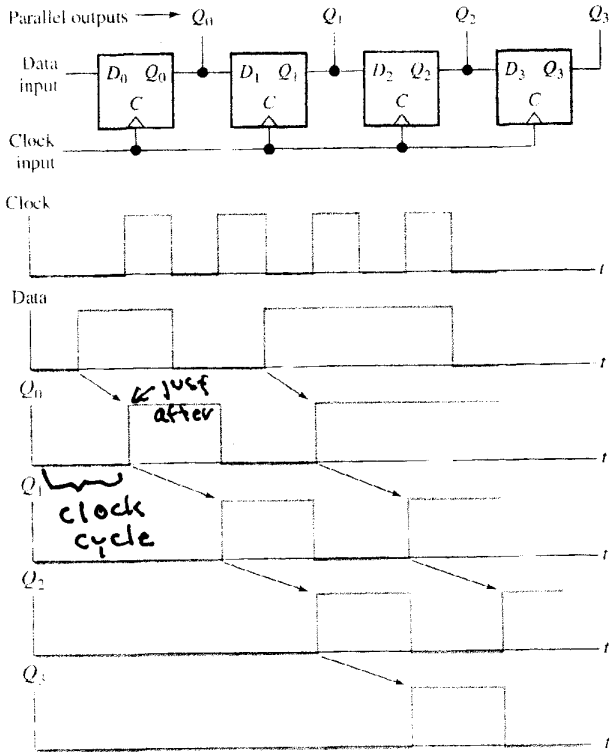 Parallel outputs → Q₀ Q₁ Q₂ Q₃
Data input
D₀ Q₀ D₁ Q₁ D₂ Q₂ D₃ Q₃
C C C C
Clock input
Clock
t
Data
t
Q₀
just
after
t
Q₁
clock
cycle
t
Q₂
t
Q₃
t